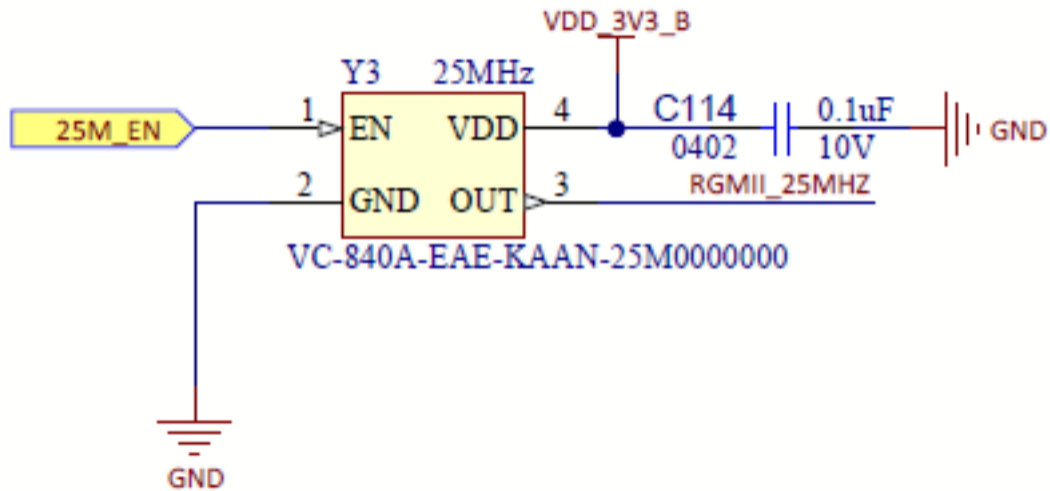 VDD_3V3_B
Y3 25MHz
1 4 C114 0.1uF
25M_EN EN VDD GND
0402 10V
2 3 RGMII_25MHZ
GND OUT
VC-840A-EAE-KAAN-25M0000000
GND